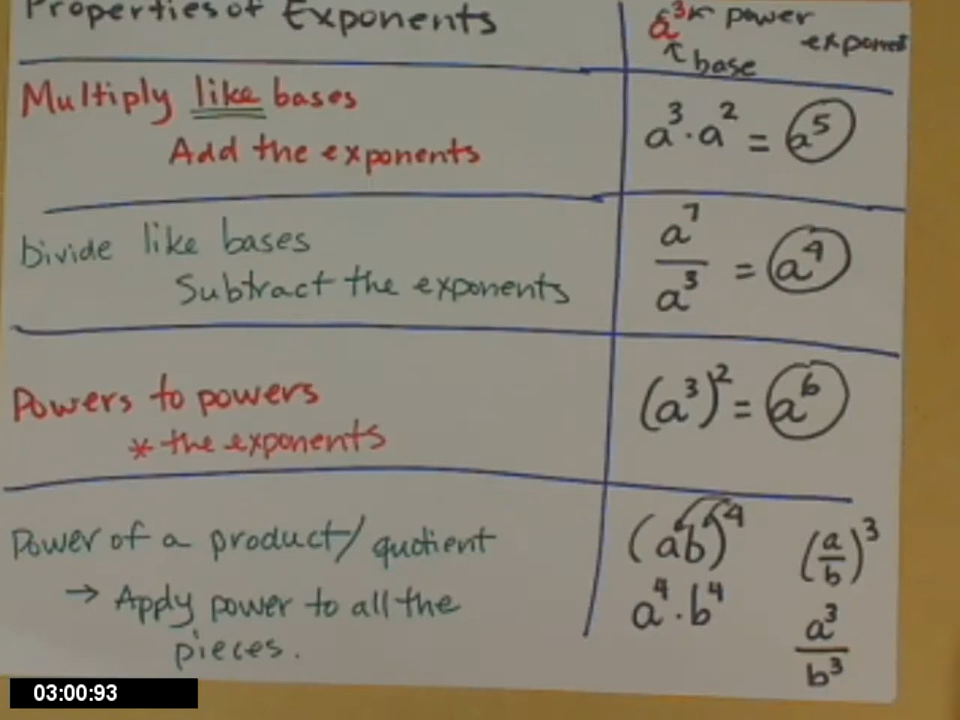 Properties of Exponents
a³ ← power
exponent
↑ base
Multiply like bases
Add the exponents
a³ · a² = a⁵
Divide like bases
Subtract the exponents
a⁷/a³ = a⁴
Powers to powers
* the exponents
(a³)² = a⁶
Power of a product/quotient
→ Apply power to all the
pieces.
(ab)⁴
a⁴ · b⁴
(a/b)³
a³/b³
03:00:93